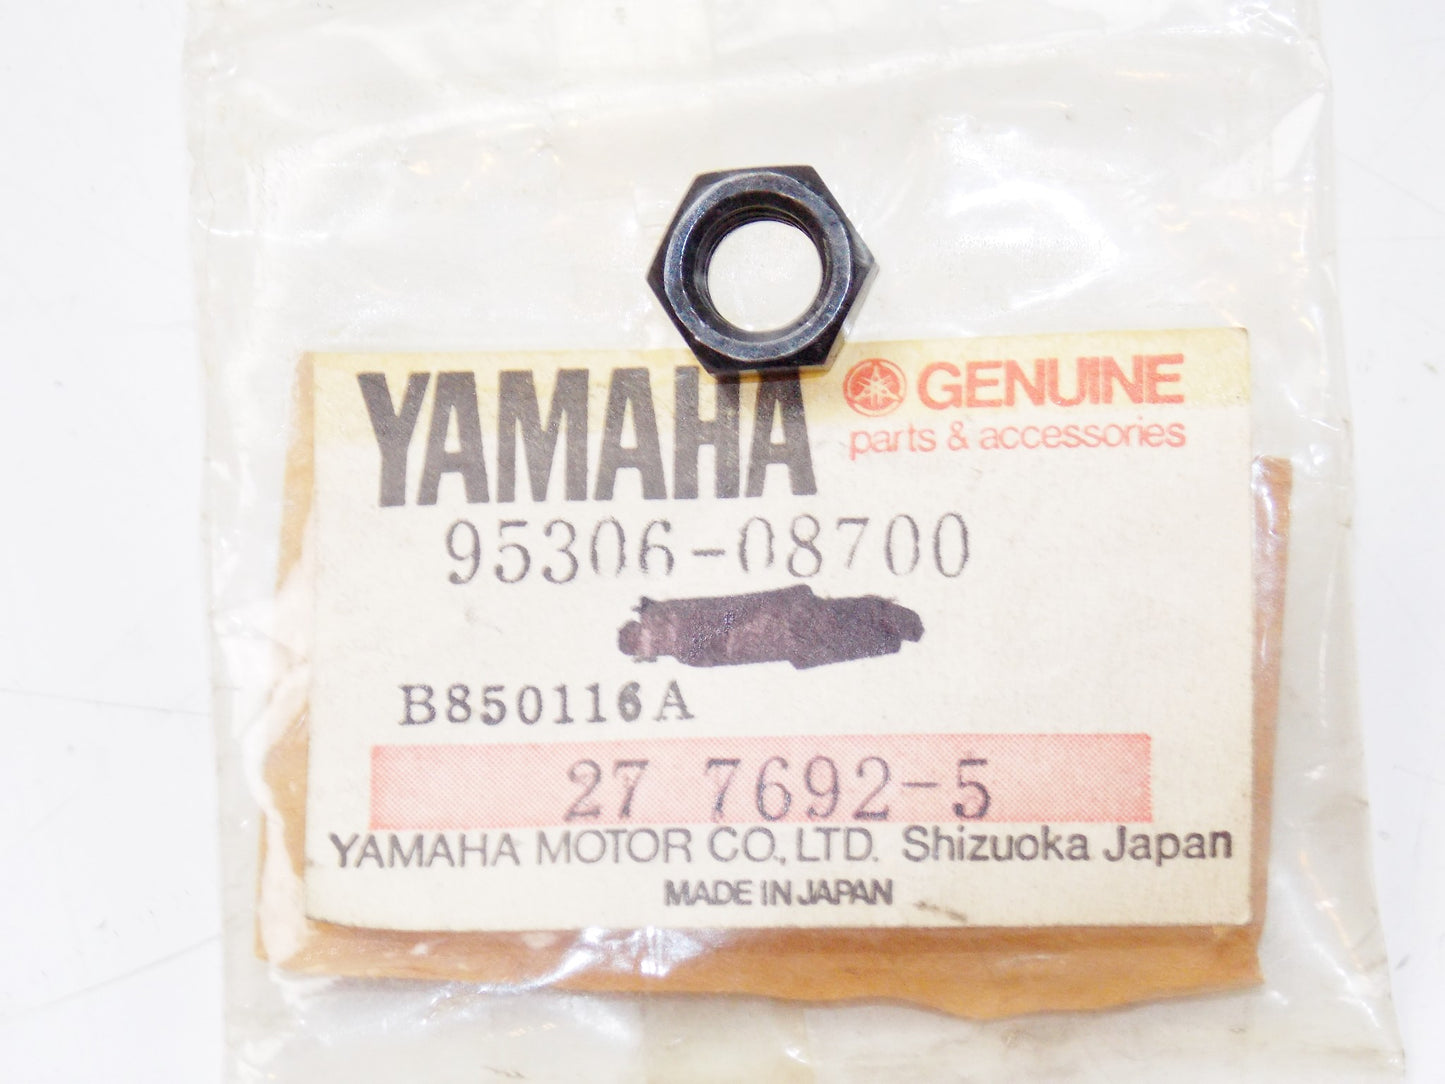 YAMAHA GENUINE
parts & accessories
95306-08700
B850116A
27 7692-5
YAMAHA MOTOR CO., LTD. Shizuoka Japan
MADE IN JAPAN